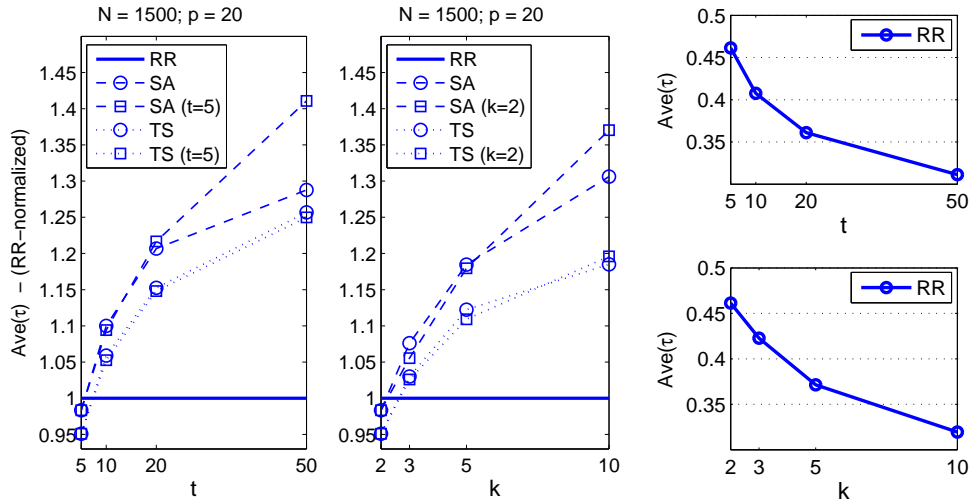 N = 1500; p = 20
Ave(τ) − (RR−normalized)
1.45
1.4
1.35
1.3
1.25
1.2
1.15
1.1
1.05
1
0.95
RR
SA
SA (t=5)
TS
TS (t=5)
5 10 20 50
t
N = 1500; p = 20
1.45
1.4
1.35
1.3
1.25
1.2
1.15
1.1
1.05
1
0.95
RR
SA
SA (k=2)
TS
TS (k=2)
2 3 5 10
k
Ave(τ)
0.5
0.45
0.4
0.35
RR
5 10 20 50
t
Ave(τ)
0.5
0.45
0.4
0.35
RR
2 3 5 10
k